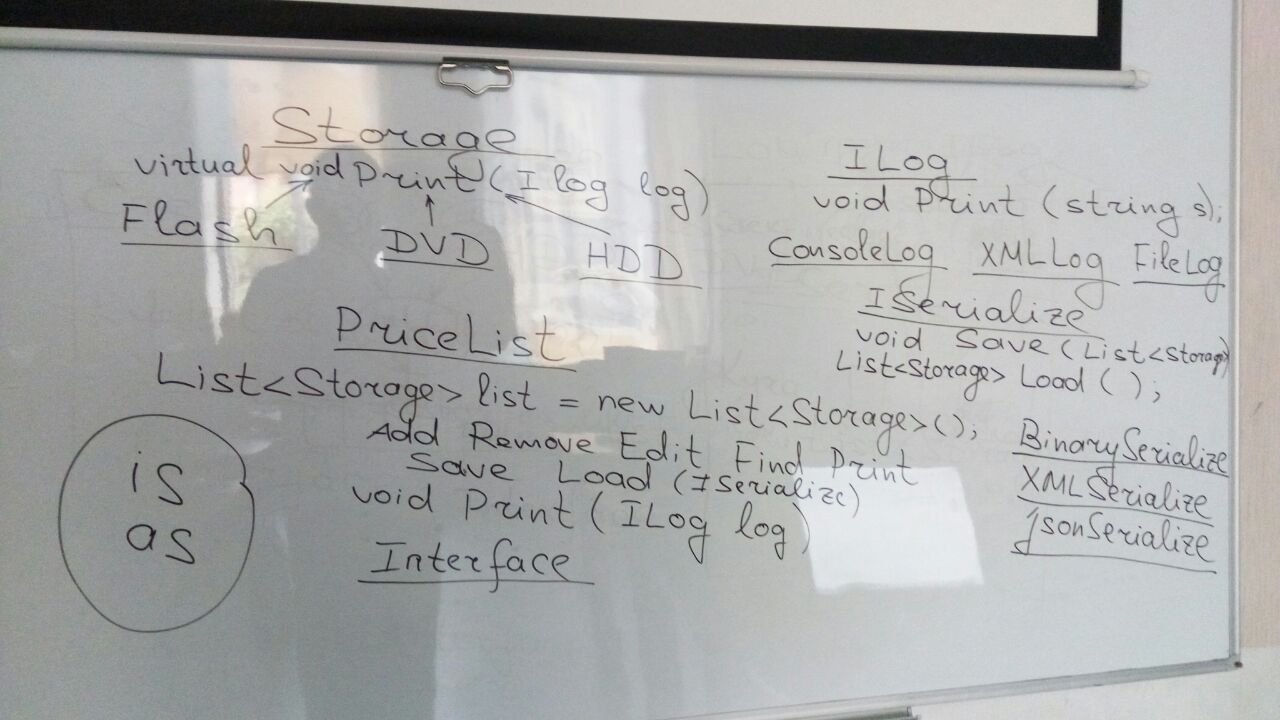 Storage
virtual void Print (Ilog log)
Flash DVD HDD
ILog
void Print (string s);
ConsoleLog XMLLog FileLog
ISerialize
void Save (List<Storag>)
List<Storage> Load ();
PriceList
List<Storage> list = new List<Storage>();
Add Remove Edit Find Print
Save Load (ISerialize)
void Print (ILog log)
Interface
is
as
BinarySerialize
XMLSerialize
jsonSerialize